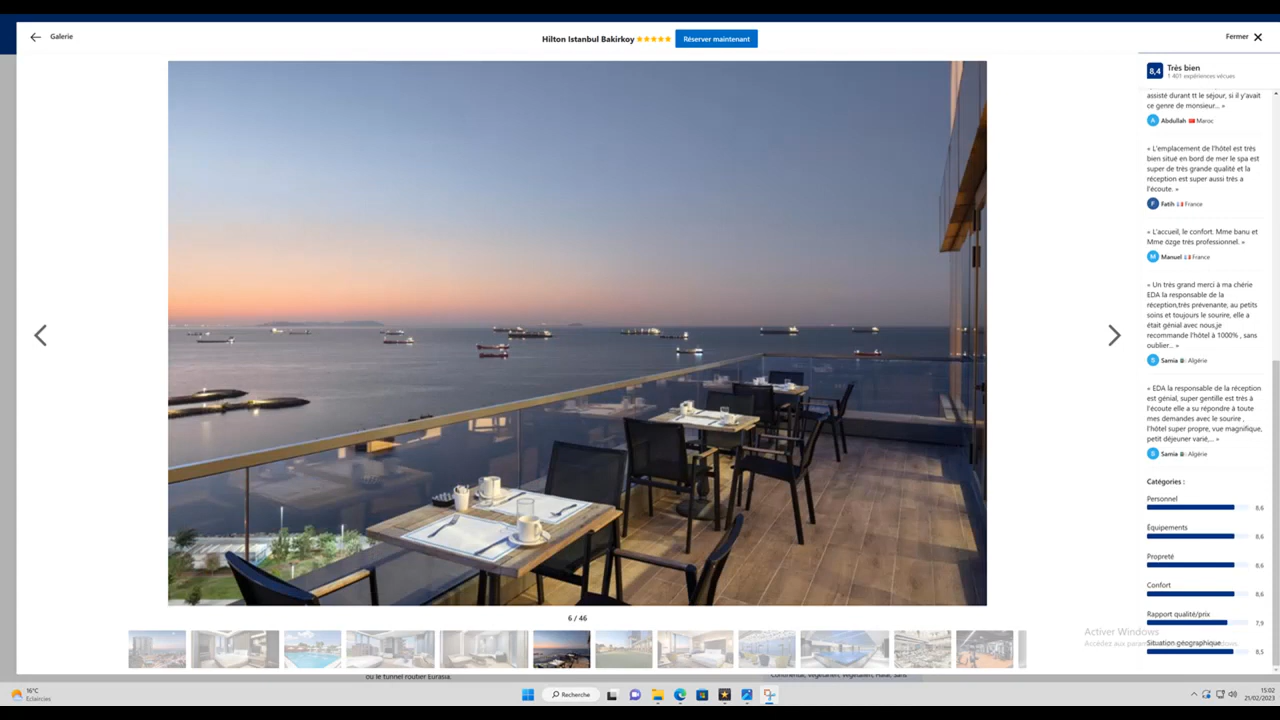 Galerie
Hilton Istanbul Bakirkoy
Réserver maintenant
Fermer
8,4
Très bien
1 401 expériences vécues
assisté durant tt le séjour, si il y'avait
ce genre de monsieur... »
A Abdullah Maroc
« L'emplacement de l'hôtel est très
bien situé en bord de mer le spa est
super de très grande qualité et la
réception est super aussi très a
l'écoute. »
F Fatih France
« L'accueil, le confort. Mme banu et
Mme özge très professionnel. »
M Manuel France
« Un très grand merci à ma chérie
EDA la responsable de la
réception,très prévenante, au petits
soins et toujours le sourire, elle a
était génial avec nous,je
recommande l'hôtel à 1000% , sans
oublier... »
S Samia Algérie
« EDA la responsable de la réception
est génial, super gentille est très à
l'écoute elle a su répondre à toute
mes demandes avec le sourire ,
l'hôtel super propre, vue magnifique,
petit déjeuner varié,... »
S Samia Algérie
Catégories :
Personnel
8,6
Équipements
8,6
Propreté
8,6
Confort
8,6
Rapport qualité/prix
7,9
Situation géographique
8,5
6 / 46
Activer Windows
ou le tunnel routier Eurasia.
16°C
Eclaircies
Recherche
15:02
21/02/2023